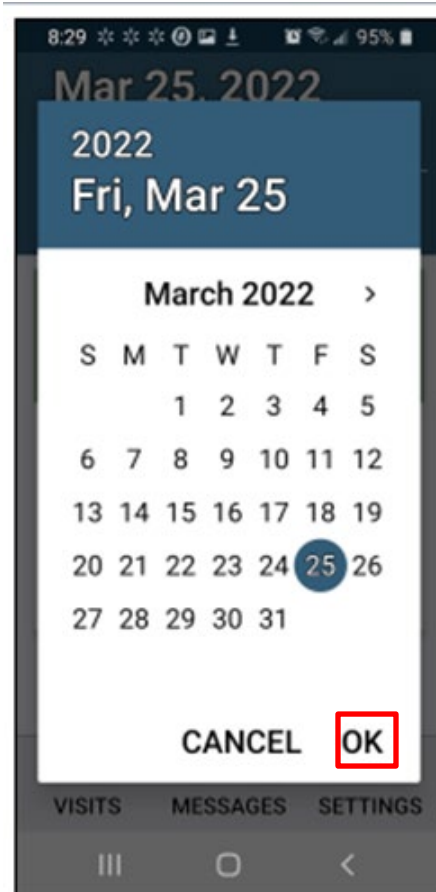 8:29 95%
Mar 25, 2022
2022
Fri, Mar 25
March 2022 >
S M T W T F S
1 2 3 4 5
6 7 8 9 10 11 12
13 14 15 16 17 18 19
20 21 22 23 24 25 26
27 28 29 30 31
CANCEL OK
VISITS MESSAGES SETTINGS